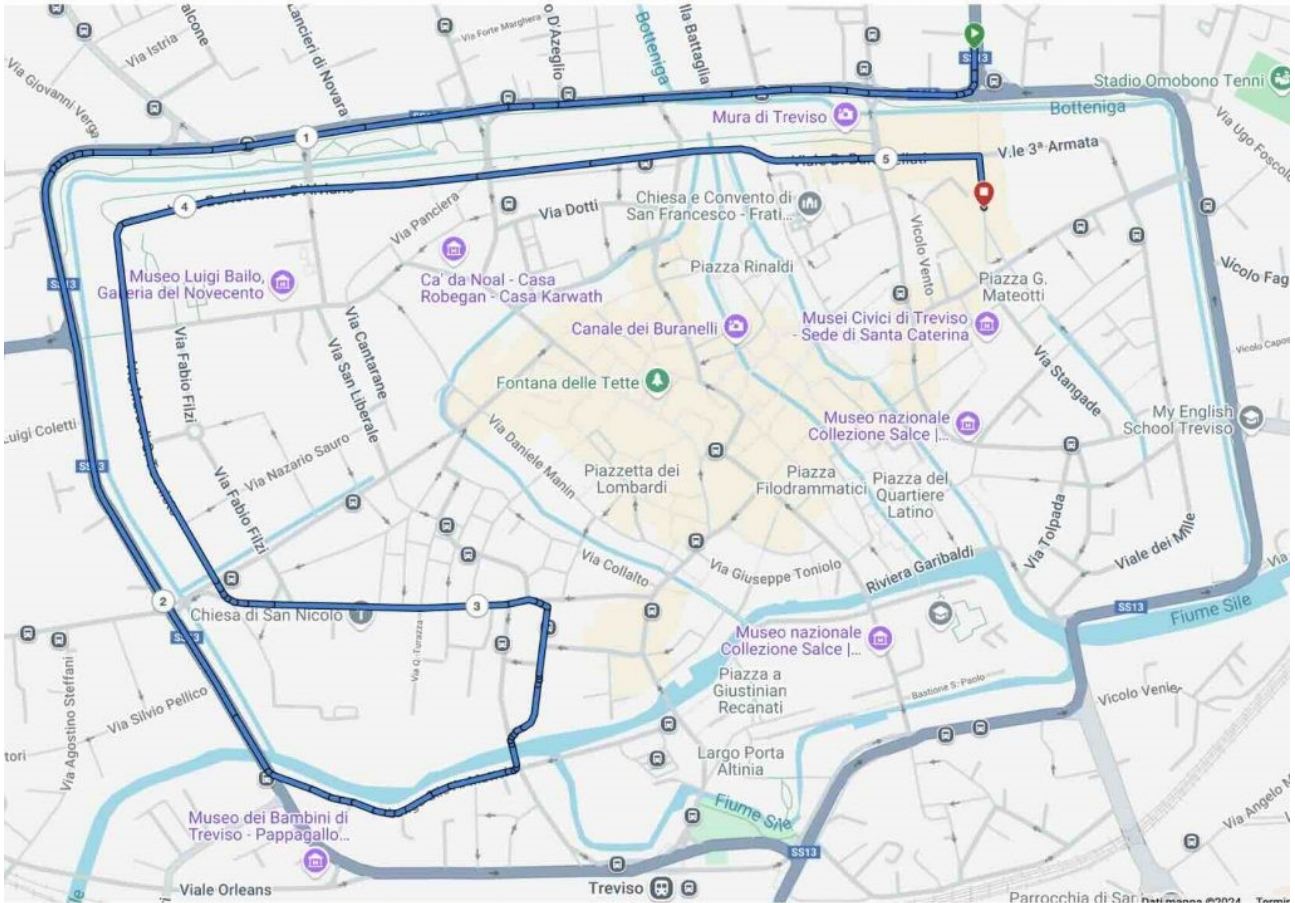 Via Istria
alcone
Lancieri di Novara
Via Forte Marghera
o D'Azeglio
Botteniga
lla Battaglia
SS13
Stadio Omobono Tenni
Via Giovanni Verga
Mura di Treviso
Botteniga
Via Ugo Foscolo
1
V.le 3ª Armata
5
4
Via Panciera
Via Dotti
Chiesa e Convento di
San Francesco - Frati...
Vicolo Vento
Piazza Rinaldi
Museo Luigi Bailo,
Galleria del Novecento
Ca' da Noal - Casa
Robegan - Casa Karwath
Piazza G.
Mateotti
Vicolo Fag
Via Fabio Filzi
Via Cantarane
Via San Liberale
Canale dei Buranelli
Musei Civici di Treviso
- Sede di Santa Caterina
Vicolo Capos
Fontana delle Tette
Via Stangade
Luigi Coletti
Museo nazionale
Collezione Salce |...
My English
School Treviso
SS13
Via Nazario Sauro
Via Daniele Manin
Piazzetta dei
Lombardi
Piazza
Filodrammatici
Piazza del
Quartiere
Latino
Via Fabio Filzi
Via Tolpada
Viale dei Mille
Via Collalto
Via Giuseppe Toniolo
Riviera Garibaldi
Via
2
Chiesa di San Nicolò
3
SS13
Fiume Sile
Via Q. Turazza
Museo nazionale
Collezione Salce |...
Via Agostino Steffani
Via Silvio Pellico
Piazza a
Giustinian
Recanati
Bastione S. Paolo
Vicolo Venier
tori
Largo Porta
Altinia
Museo dei Bambini di
Treviso - Pappagallo...
Fiume Sile
Via Angelo M
SS13
Viale Orleans
Treviso
le
Parrocchia di San
Dati mappa ©2024
Termin